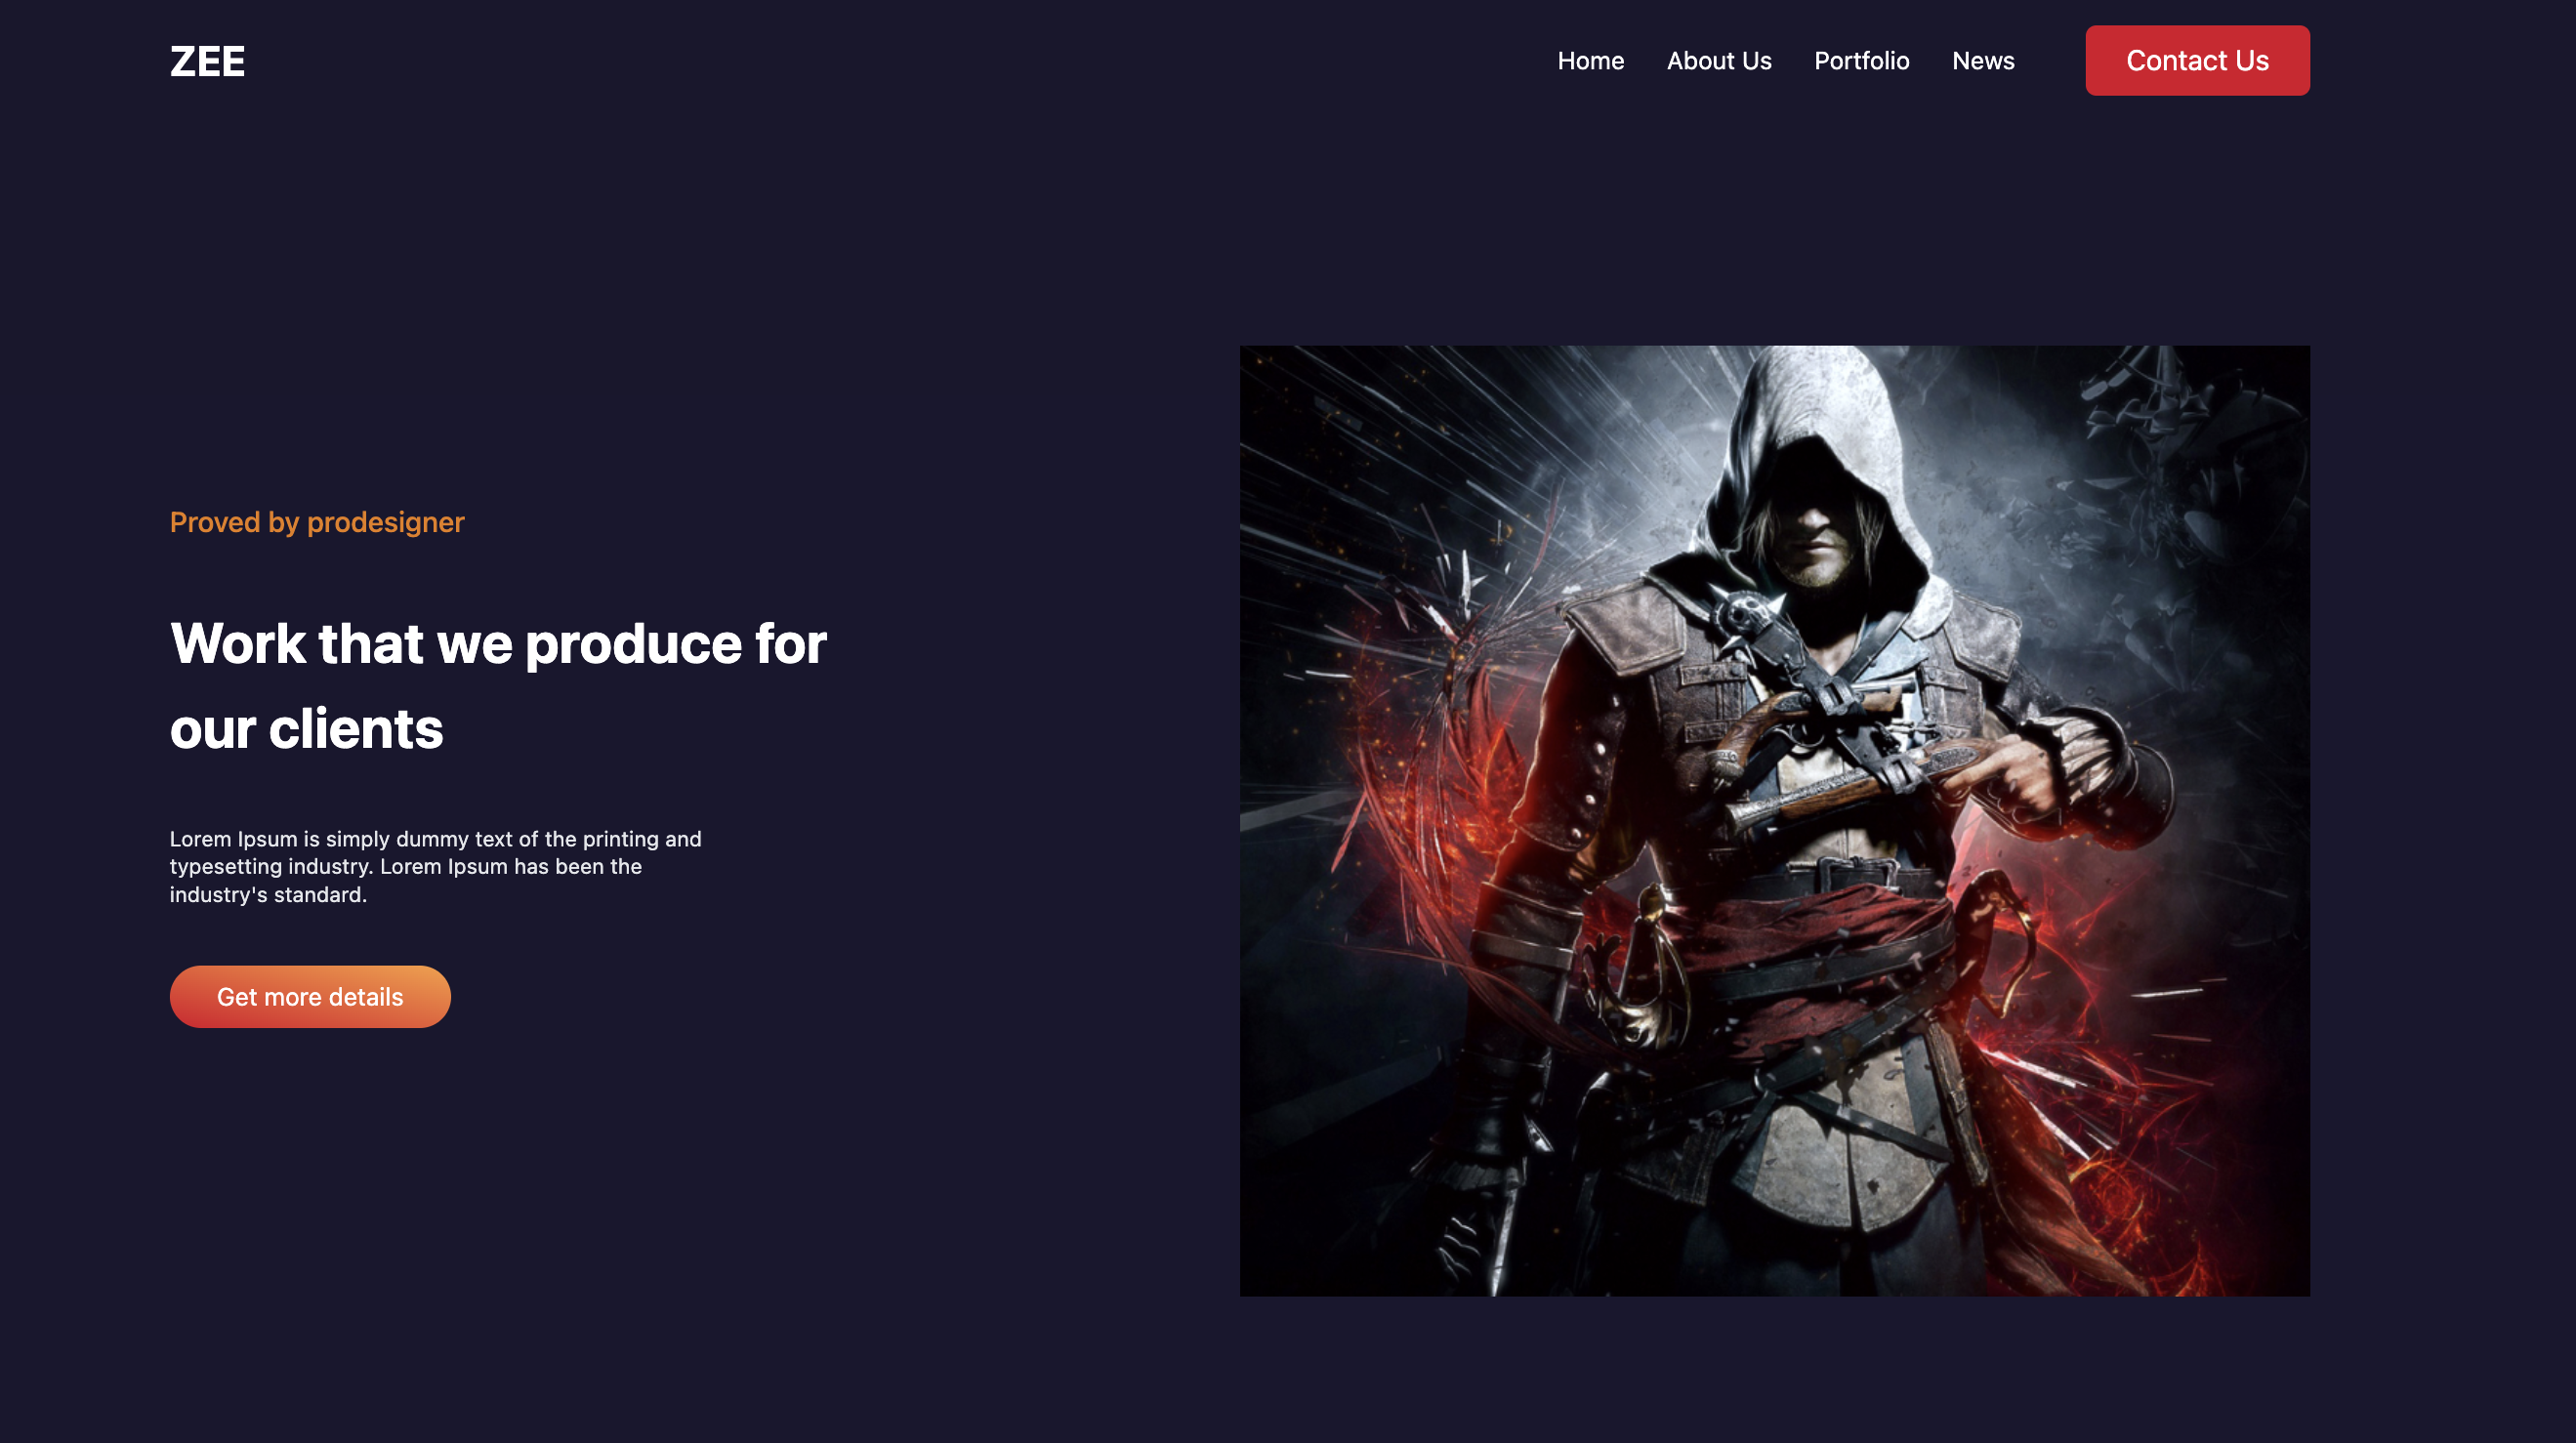 ZEE
Home
About Us
Portfolio
News
Contact Us
Proved by prodesigner
Work that we produce for
our clients
Lorem Ipsum is simply dummy text of the printing and
typesetting industry. Lorem Ipsum has been the
industry's standard.
Get more details